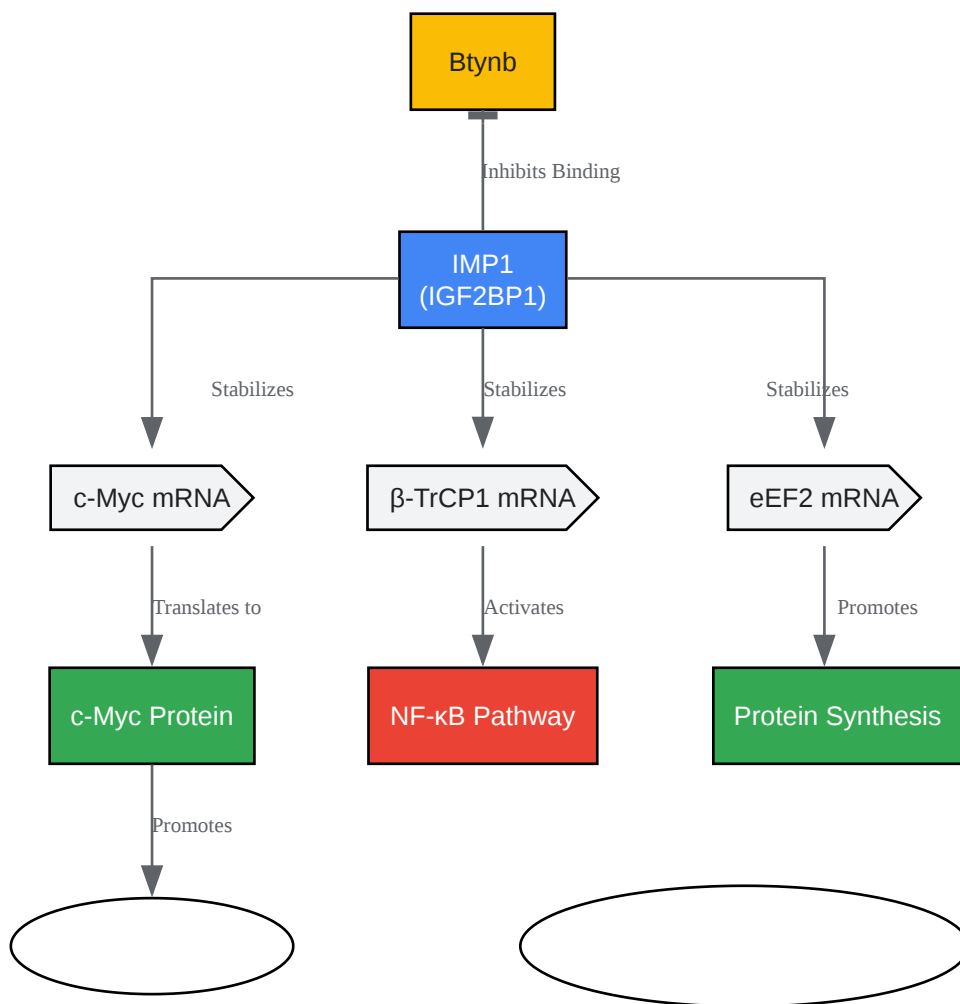 Btynb
Inhibits Binding
IMP1
(IGF2BP1)
Stabilizes
Stabilizes
Stabilizes
c-Myc mRNA
β-TrCP1 mRNA
eEF2 mRNA
Translates to
Activates
Promotes
c-Myc Protein
NF-κB Pathway
Protein Synthesis
Promotes